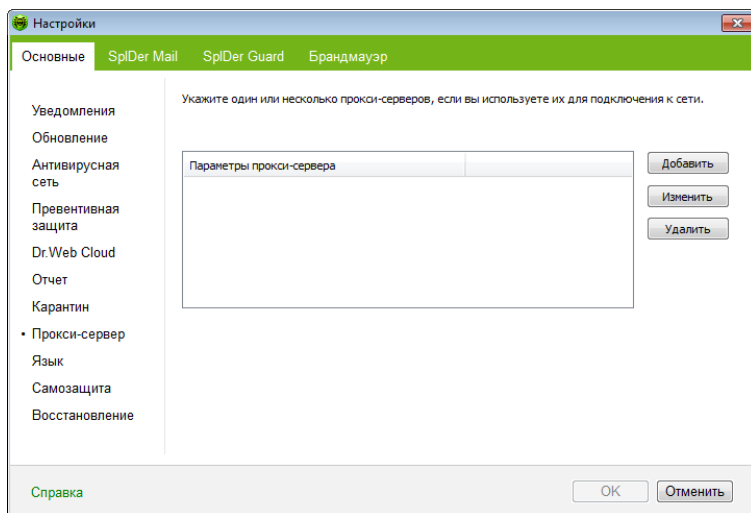 Настройки
Основные SpIDer Mail SpIDer Guard Брандмауэр
Укажите один или несколько прокси-серверов, если вы используете их для подключения к сети.
Уведомления
Обновление
Антивирусная
сеть
Превентивная
защита
Dr.Web Cloud
Отчет
Карантин
Прокси-сервер
Язык
Самозащита
Восстановление
Параметры прокси-сервера
Добавить
Изменить
Удалить
Справка
OK
Отменить